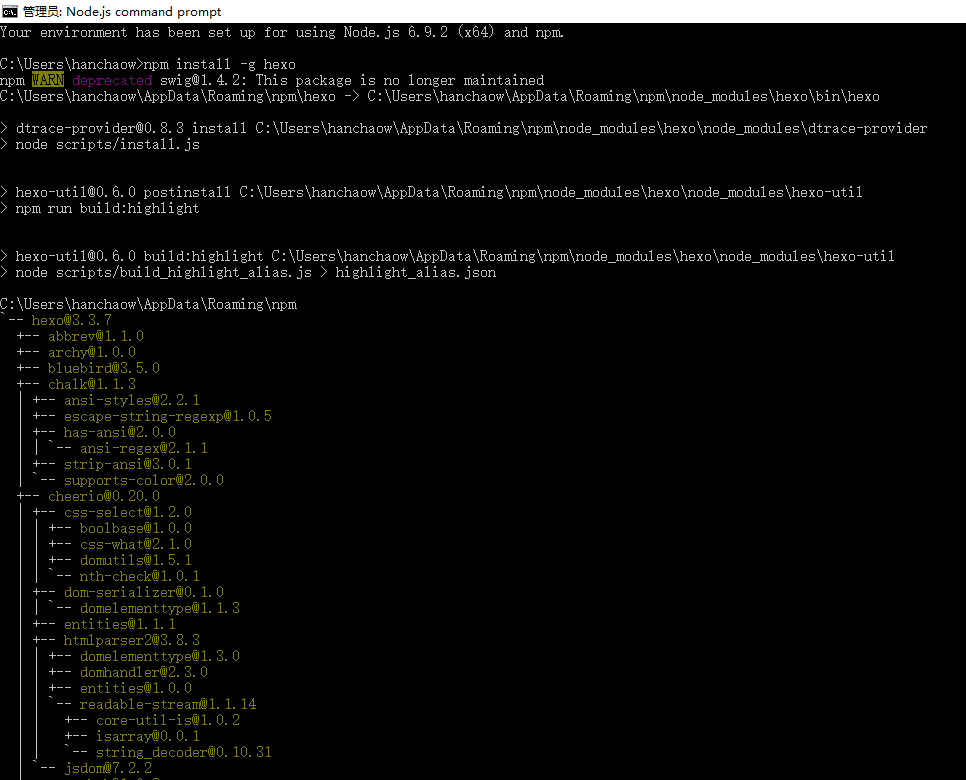 管理员: Node.js command prompt
Your environment has been set up for using Node.js 6.9.2 (x64) and npm.
C:\Users\hanchaow>npm install -g hexo
npm WARN deprecated swig@1.4.2: This package is no longer maintained
C:\Users\hanchaow\AppData\Roaming\npm\hexo -> C:\Users\hanchaow\AppData\Roaming\npm\node_modules\hexo\bin\hexo
> dtrace-provider@0.8.3 install C:\Users\hanchaow\AppData\Roaming\npm\node_modules\hexo\node_modules\dtrace-provider
> node scripts/install.js
> hexo-util@0.6.0 postinstall C:\Users\hanchaow\AppData\Roaming\npm\node_modules\hexo\node_modules\hexo-util
> npm run build:highlight
> hexo-util@0.6.0 build:highlight C:\Users\hanchaow\AppData\Roaming\npm\node_modules\hexo\node_modules\hexo-util
> node scripts/build_highlight_alias.js > highlight_alias.json
C:\Users\hanchaow\AppData\Roaming\npm
`-- hexo@3.3.7
  +-- abbrev@1.1.0
  +-- archy@1.0.0
  +-- bluebird@3.5.0
  +-- chalk@1.1.3
  | +-- ansi-styles@2.2.1
  | +-- escape-string-regexp@1.0.5
  | +-- has-ansi@2.0.0
  | | `-- ansi-regex@2.1.1
  | +-- strip-ansi@3.0.1
  | `-- supports-color@2.0.0
  +-- cheerio@0.20.0
  | +-- css-select@1.2.0
  | | +-- boolbase@1.0.0
  | | +-- css-what@2.1.0
  | | +-- domutils@1.5.1
  | | `-- nth-check@1.0.1
  | +-- dom-serializer@0.1.0
  | | `-- domelementtype@1.1.3
  | +-- entities@1.1.1
  | +-- htmlparser2@3.8.3
  | | +-- domelementtype@1.3.0
  | | +-- domhandler@2.3.0
  | | +-- entities@1.0.0
  | | `-- readable-stream@1.1.14
  | |   +-- core-util-is@1.0.2
  | |   +-- isarray@0.0.1
  | |   `-- string_decoder@0.10.31
  | `-- jsdom@7.2.2